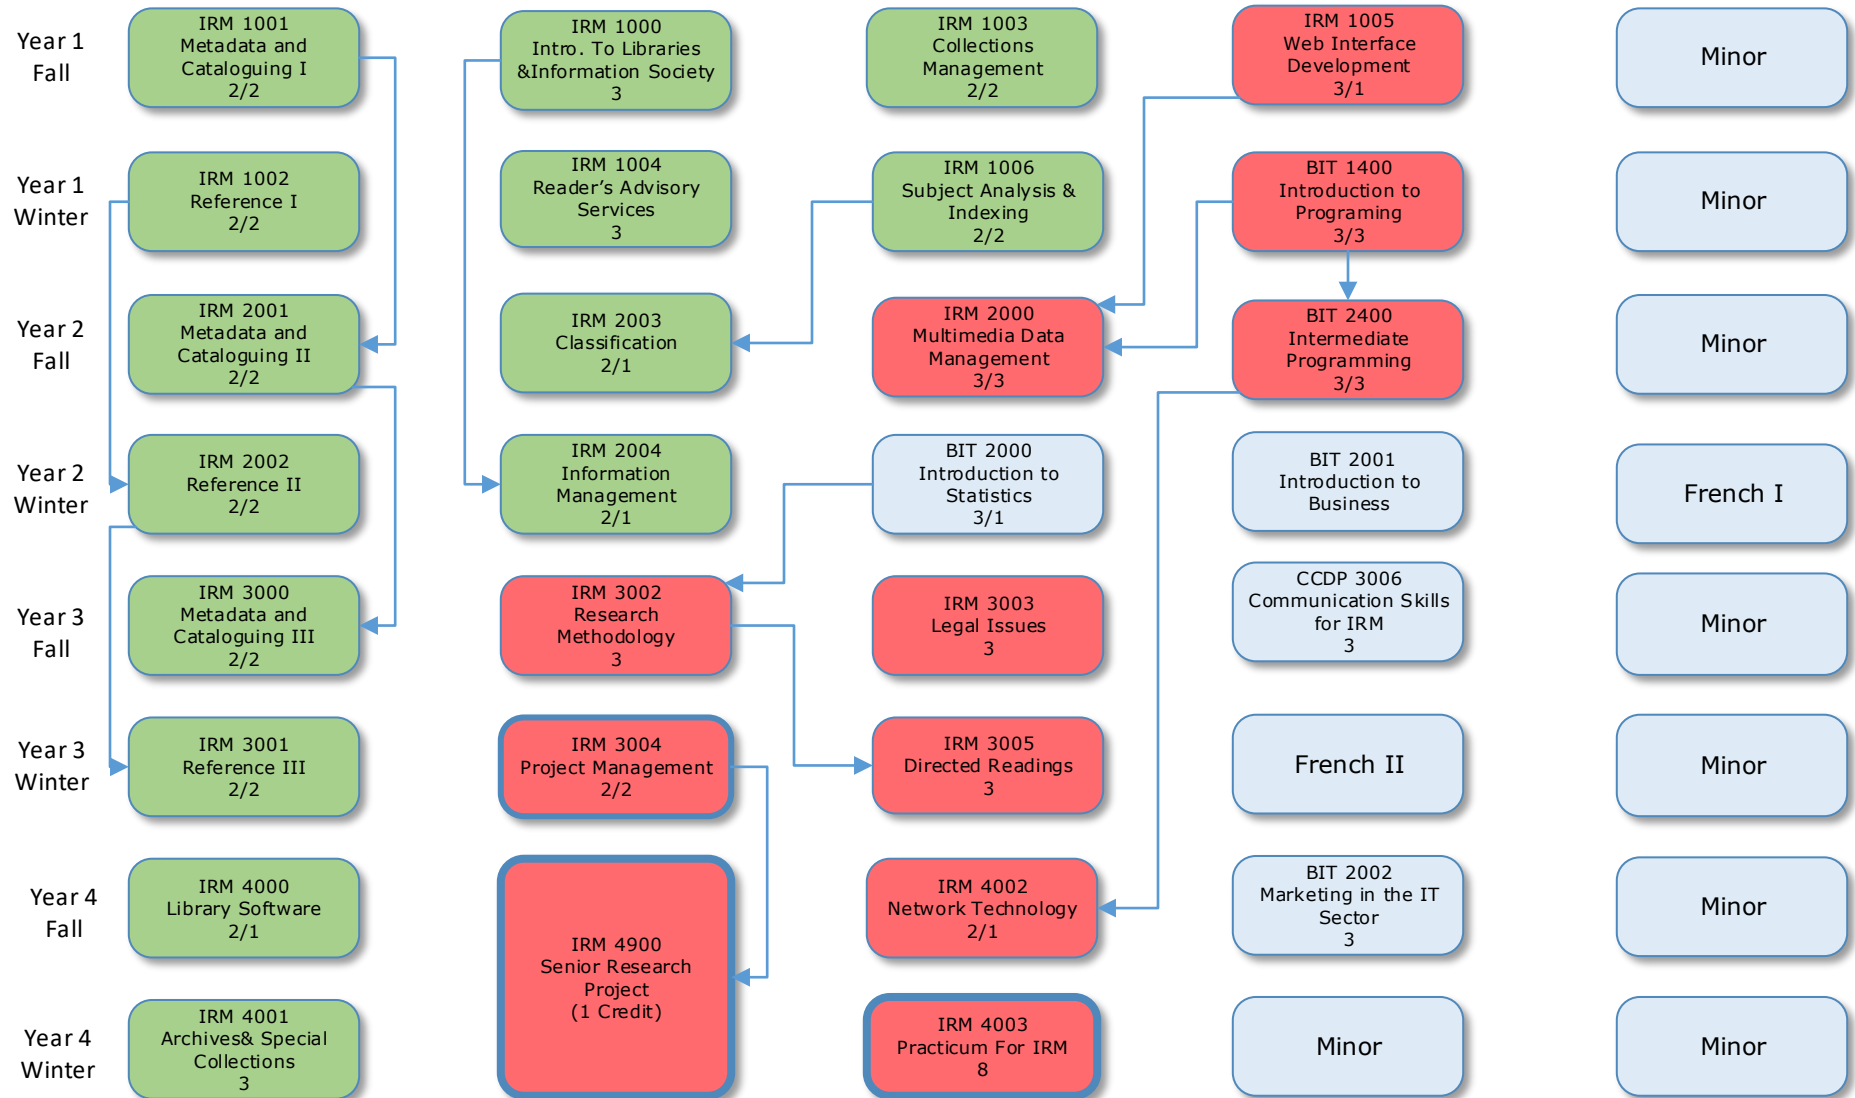 Year 1
Fall
IRM 1001
Metadata and
Cataloguing I
2/2
IRM 1000
Intro. To Libraries
&Information Society
3
IRM 1003
Collections
Management
2/2
IRM 1005
Web Interface
Development
3/1
Minor
Year 1
Winter
IRM 1002
Reference I
2/2
IRM 1004
Reader’s Advisory
Services
3
IRM 1006
Subject Analysis &
Indexing
2/2
BIT 1400
Introduction to
Programing
3/3
Minor
Year 2
Fall
IRM 2001
Metadata and
Cataloguing II
2/2
IRM 2003
Classification
2/1
IRM 2000
Multimedia Data
Management
3/3
BIT 2400
Intermediate
Programming
3/3
Minor
Year 2
Winter
IRM 2002
Reference II
2/2
IRM 2004
Information
Management
2/1
BIT 2000
Introduction to
Statistics
3/1
BIT 2001
Introduction to
Business
French I
Year 3
Fall
IRM 3000
Metadata and
Cataloguing III
2/2
IRM 3002
Research
Methodology
3
IRM 3003
Legal Issues
3
CCDP 3006
Communication Skills
for IRM
3
Minor
Year 3
Winter
IRM 3001
Reference III
2/2
IRM 3004
Project Management
2/2
IRM 3005
Directed Readings
3
French II
Minor
Year 4
Fall
IRM 4000
Library Software
2/1
IRM 4900
Senior Research
Project
(1 Credit)
IRM 4002
Network Technology
2/1
BIT 2002
Marketing in the IT
Sector
3
Minor
Year 4
Winter
IRM 4001
Archives& Special
Collections
3
IRM 4003
Practicum For IRM
8
Minor
Minor